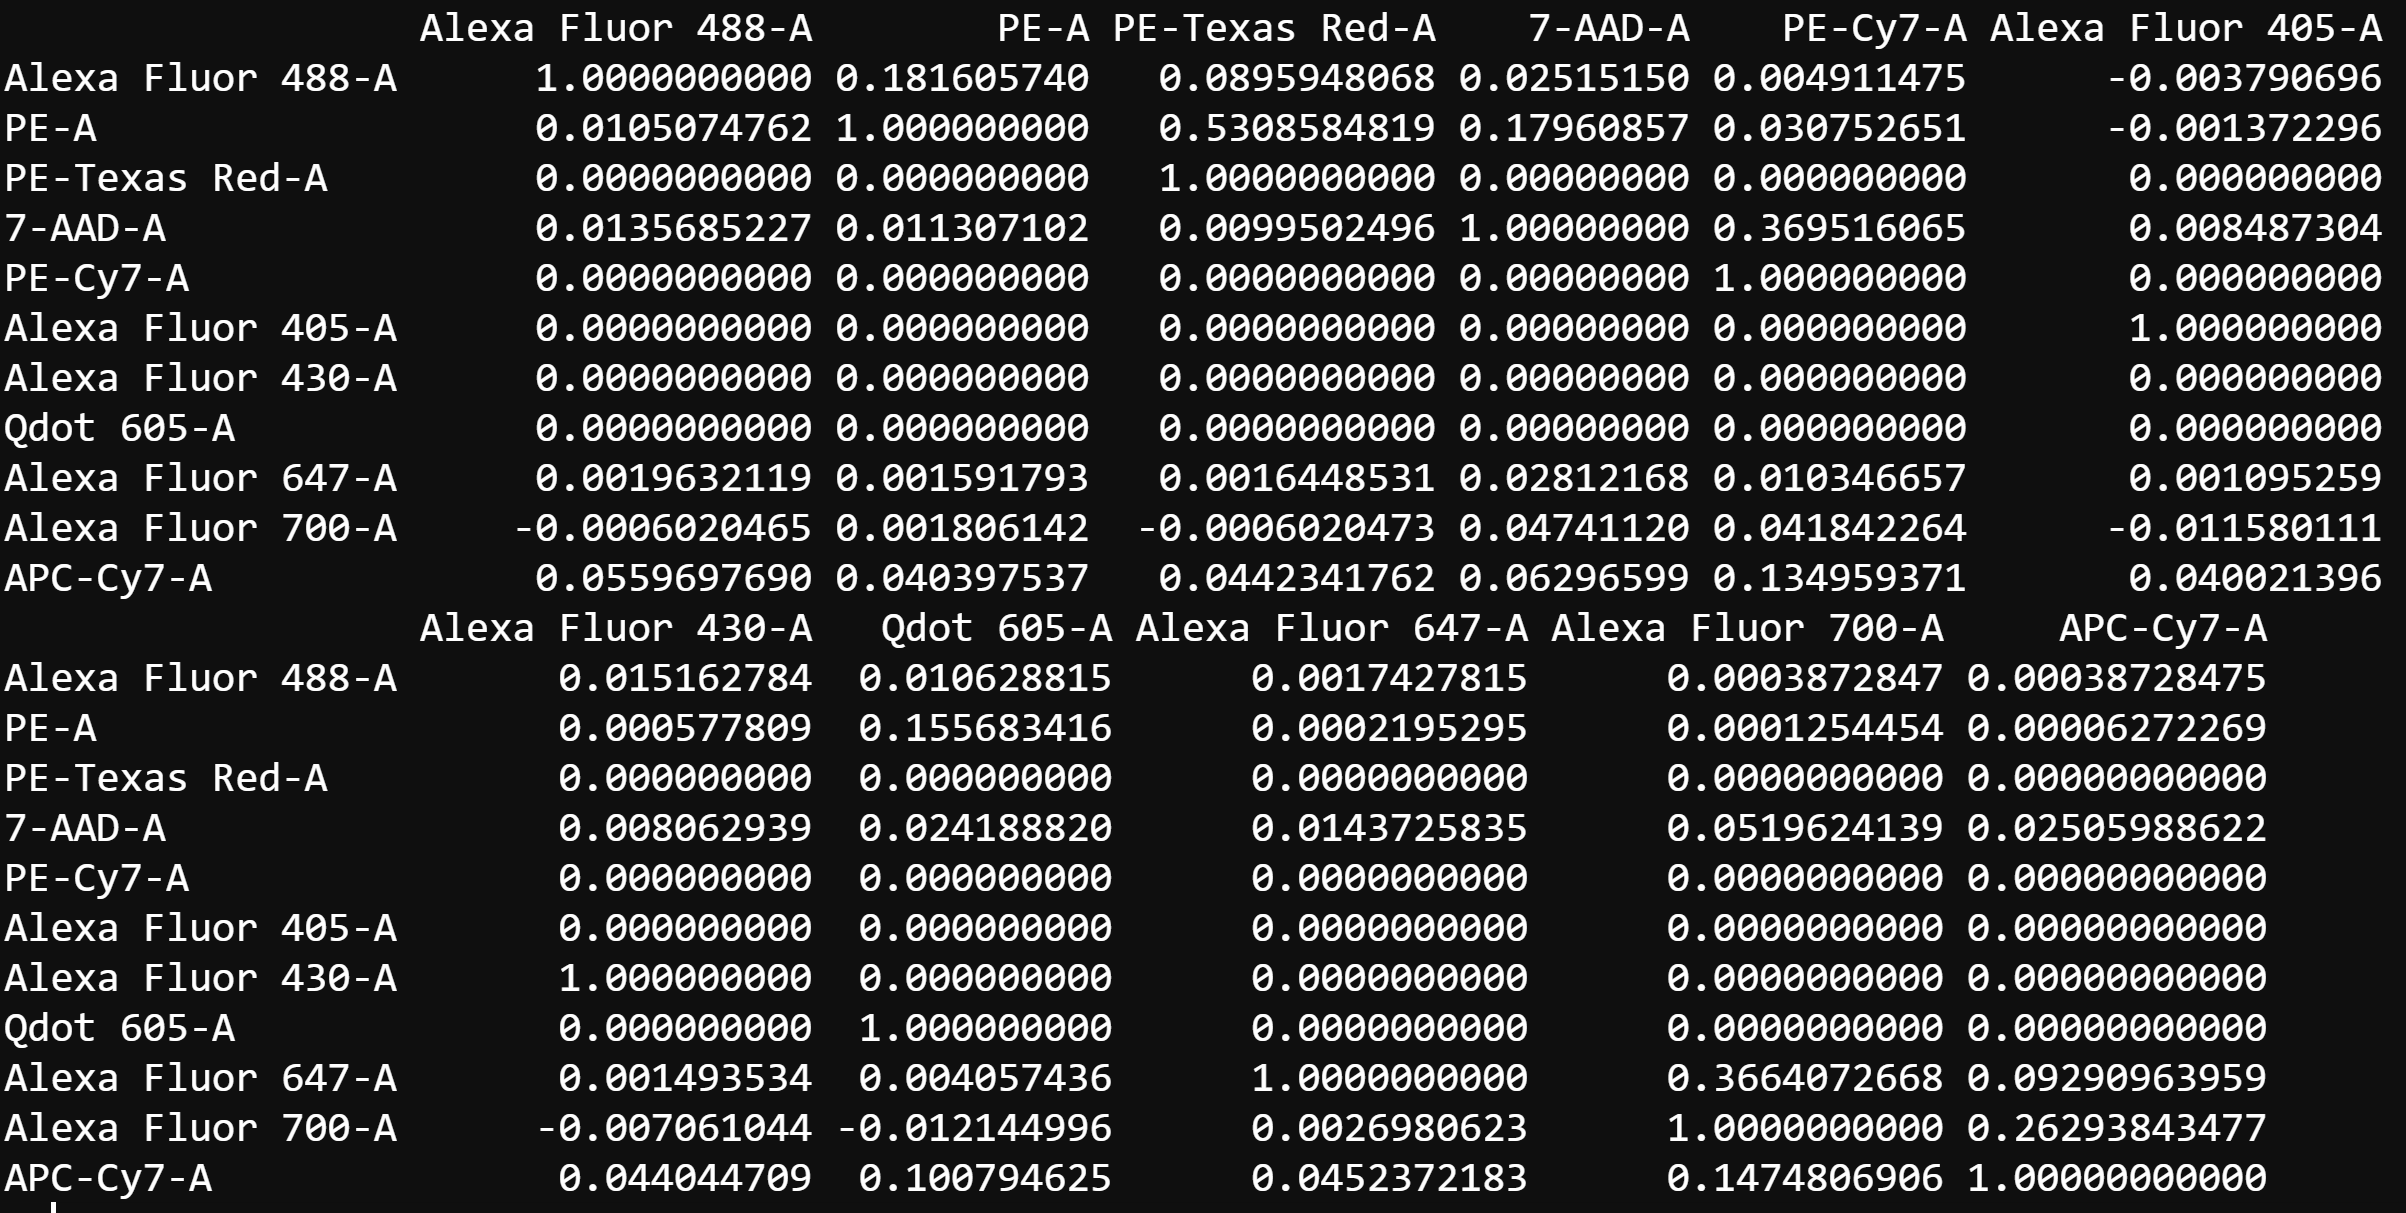 Alexa Fluor 488-A PE-A PE-Texas Red-A 7-AAD-A PE-Cy7-A Alexa Fluor 405-A
Alexa Fluor 488-A 1.0000000000 0.181605740 0.0895948068 0.02515150 0.004911475 -0.003790696
PE-A 0.0105074762 1.000000000 0.5308584819 0.17960857 0.030752651 -0.001372296
PE-Texas Red-A 0.0000000000 0.000000000 1.0000000000 0.00000000 0.000000000 0.000000000
7-AAD-A 0.0135685227 0.011307102 0.0099502496 1.00000000 0.369516065 0.008487304
PE-Cy7-A 0.0000000000 0.000000000 0.0000000000 0.00000000 1.000000000 0.000000000
Alexa Fluor 405-A 0.0000000000 0.000000000 0.0000000000 0.00000000 0.000000000 1.000000000
Alexa Fluor 430-A 0.0000000000 0.000000000 0.0000000000 0.00000000 0.000000000 0.000000000
Qdot 605-A 0.0000000000 0.000000000 0.0000000000 0.00000000 0.000000000 0.000000000
Alexa Fluor 647-A 0.0019632119 0.001591793 0.0016448531 0.02812168 0.010346657 0.001095259
Alexa Fluor 700-A -0.0006020465 0.001806142 -0.0006020473 0.04741120 0.041842264 -0.011580111
APC-Cy7-A 0.0559697690 0.040397537 0.0442341762 0.06296599 0.134959371 0.040021396
Alexa Fluor 430-A Qdot 605-A Alexa Fluor 647-A Alexa Fluor 700-A APC-Cy7-A
Alexa Fluor 488-A 0.015162784 0.010628815 0.0017427815 0.0003872847 0.00038728475
PE-A 0.000577809 0.155683416 0.0002195295 0.0001254454 0.00006272269
PE-Texas Red-A 0.000000000 0.000000000 0.0000000000 0.0000000000 0.00000000000
7-AAD-A 0.008062939 0.024188820 0.0143725835 0.0519624139 0.02505988622
PE-Cy7-A 0.000000000 0.000000000 0.0000000000 0.0000000000 0.00000000000
Alexa Fluor 405-A 0.000000000 0.000000000 0.0000000000 0.0000000000 0.00000000000
Alexa Fluor 430-A 1.000000000 0.000000000 0.0000000000 0.0000000000 0.00000000000
Qdot 605-A 0.000000000 1.000000000 0.0000000000 0.0000000000 0.00000000000
Alexa Fluor 647-A 0.001493534 0.004057436 1.0000000000 0.3664072668 0.09290963959
Alexa Fluor 700-A -0.007061044 -0.012144996 0.0026980623 1.0000000000 0.26293843477
APC-Cy7-A 0.044044709 0.100794625 0.0452372183 0.1474806906 1.00000000000